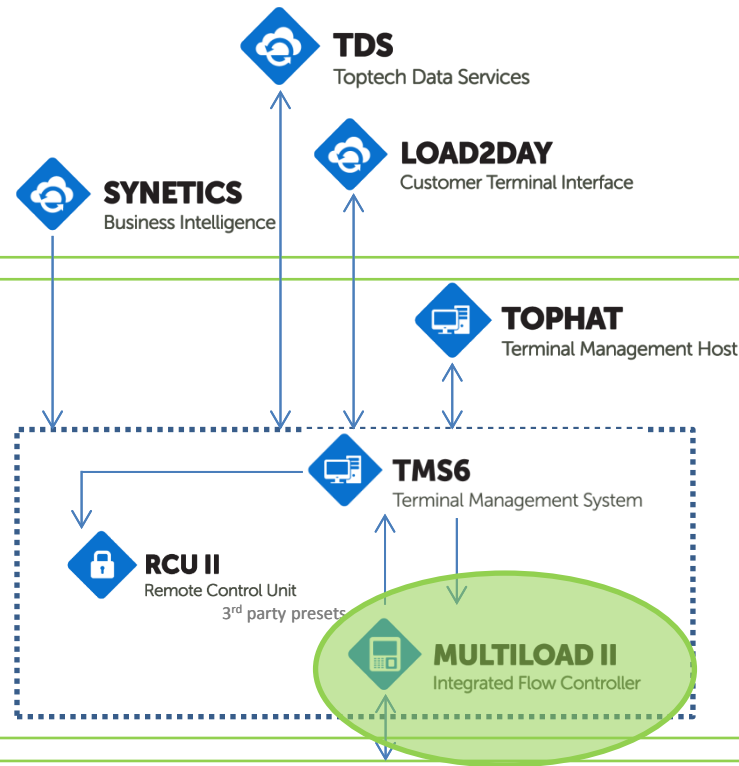 TDS
Toptech Data Services
LOAD2DAY
Customer Terminal Interface
SYNETICS
Business Intelligence
TOPHAT
Terminal Management Host
TMS6
Terminal Management System
RCU II
Remote Control Unit
3rd party presets
MULTILOAD II
Integrated Flow Controller